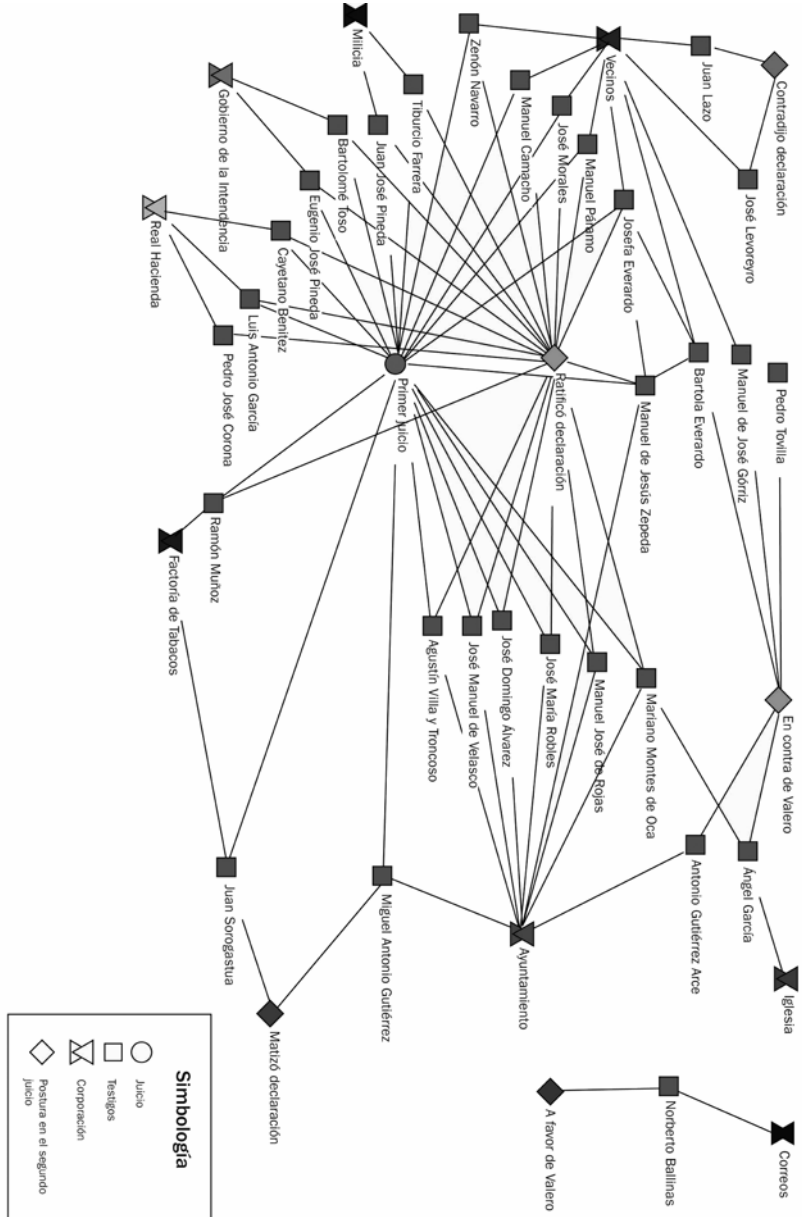 Milicia
Gobierno de la Intendencia
Real Hacienda
Zenón Navarro
Tiburcio Farrera
Juan José Pineda
Bartolomé Toso
Eugenio José Pineda
Cayetano Benítez
Luis Antonio García
Pedro José Corona
Vecinos
Manuel Camacho
José Morales
Manuel Páramo
Josefa Everardo
Juan Lazo
Contradijo declaración
José Levoreyro
Primer juicio
Ratificó declaración
Manuel de Jesús Zepeda
Bartola Everardo
Manuel de José Górriz
Pedro Tovilla
Ramón Muñoz
Factoría de Tabacos
Agustín Villa y Troncoso
José Manuel de Velasco
José Domingo Álvarez
José María Robles
Manuel José de Rojas
Mariano Montes de Oca
En contra de Valero
Antonio Gutiérrez Arce
Ángel García
Iglesia
Juan Sorogastua
Miguel Antonio Gutiérrez
Ayuntamiento
Matizó declaración
A favor de Valero
Norberto Ballinas
Correos
Simbología
Juicio
Testigos
Corporación
Postura en el segundo
juicio